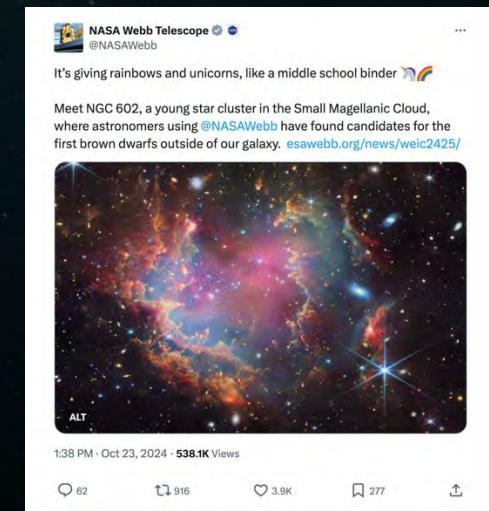 NASA Webb Telescope
@NASAWebb
It's giving rainbows and unicorns, like a middle school binder 🦄🌈
Meet NGC 602, a young star cluster in the Small Magellanic Cloud,
where astronomers using @NASAWebb have found candidates for the
first brown dwarfs outside of our galaxy. esawebb.org/news/weic2425/
ALT
1:38 PM · Oct 23, 2024 · 538.1K Views
62 916 3.9K 277